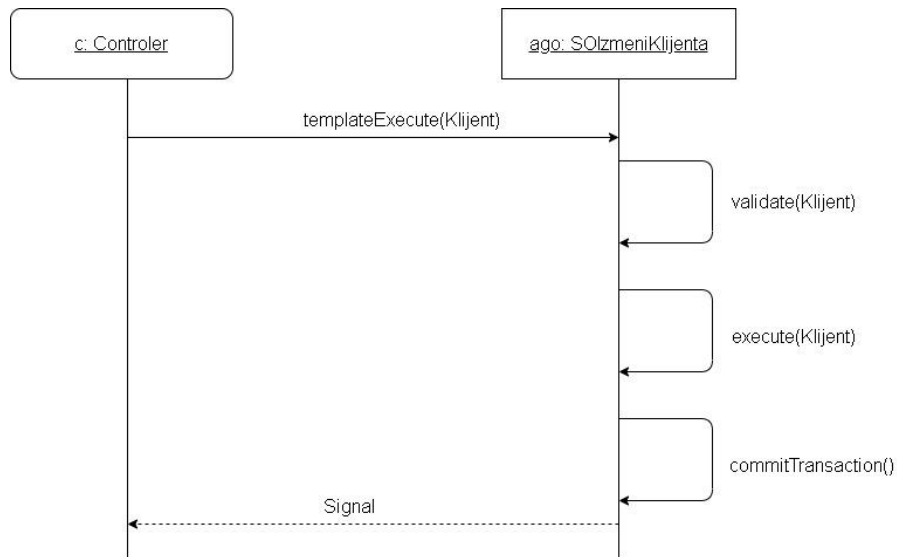 c: Controler
ago: SOIzmeniKlijenta
templateExecute(Klijent)
validate(Klijent)
execute(Klijent)
commitTransaction()
Signal